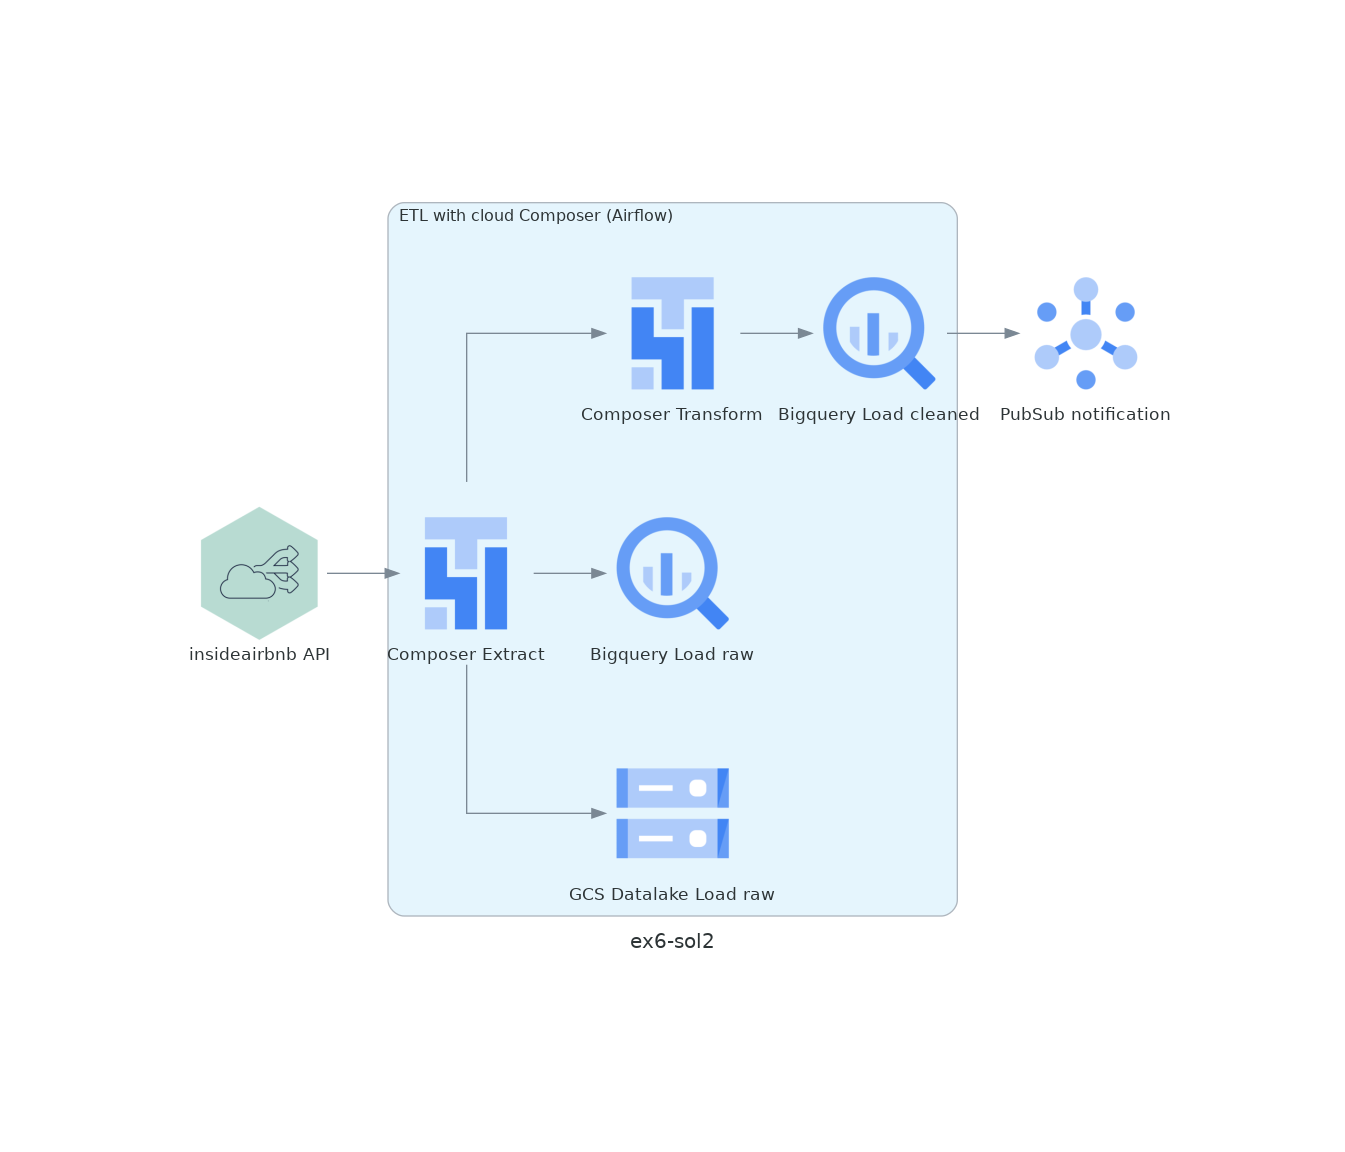 ETL with cloud Composer (Airflow)
Composer Transform
Bigquery Load cleaned
PubSub notification
insideairbnb API
Composer Extract
Bigquery Load raw
GCS Datalake Load raw
ex6-sol2